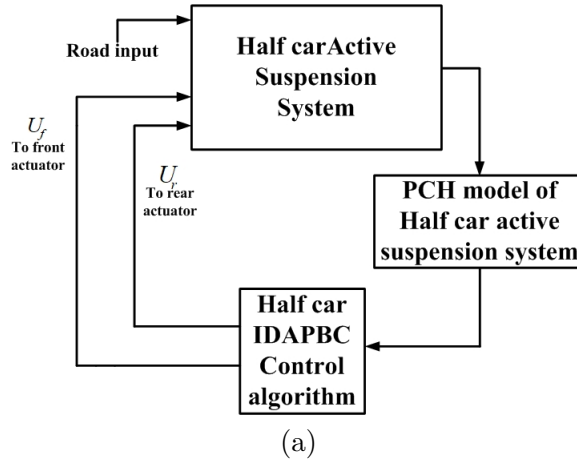 Half carActive
Suspension
System
Road input
U_f
To front
actuator
U_r
To rear
actuator
PCH model of
Half car active
suspension system
Half car
IDAPBC
Control
algorithm
(a)